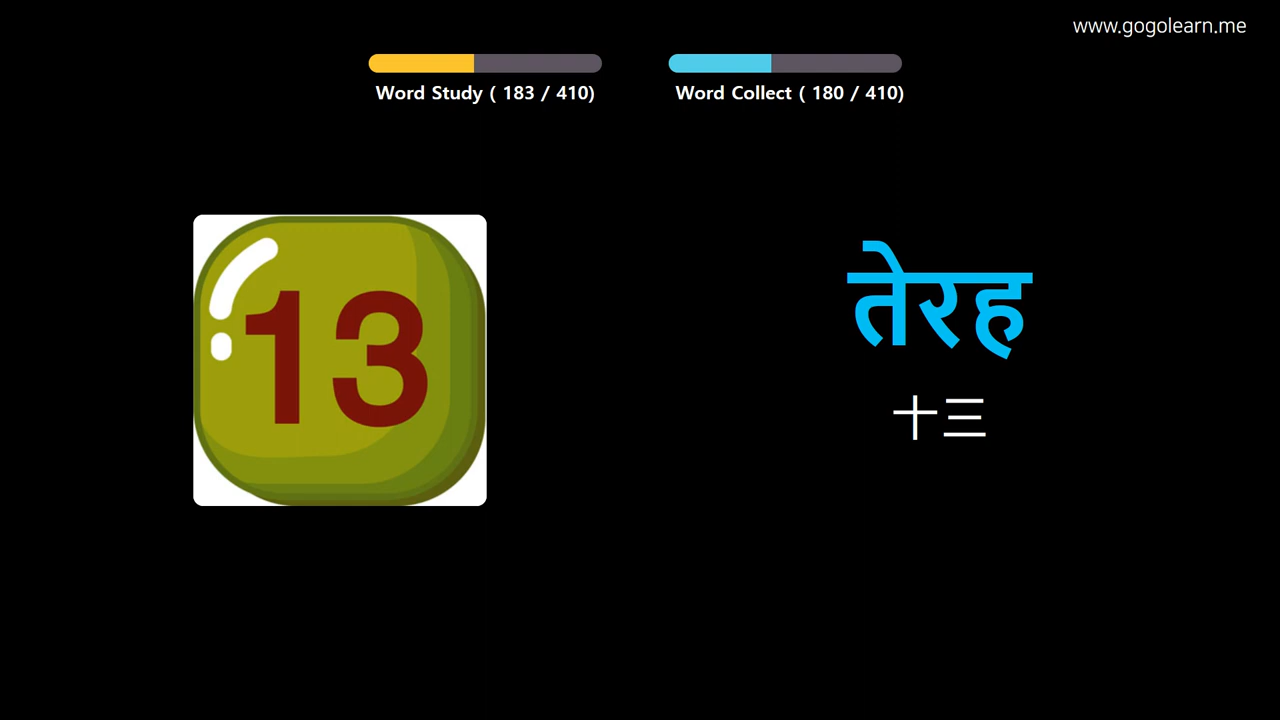 www.gogolearn.me
Word Study ( 183 / 410)
Word Collect ( 180 / 410)
13
तेरह
十三